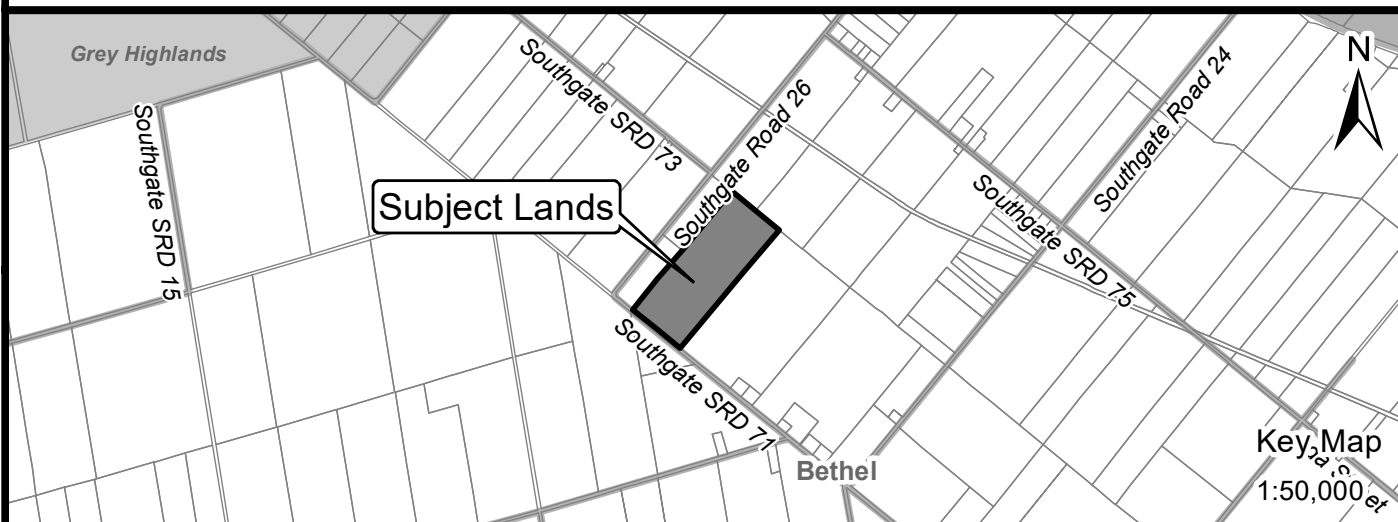 Grey Highlands
Southgate SRD 73
Southgate Road 26
Southgate Road 24
N
Southgate SRD 15
Subject Lands
Southgate SRD 75
Southgate SRD 71
Bethel
Key Map
1:50,000